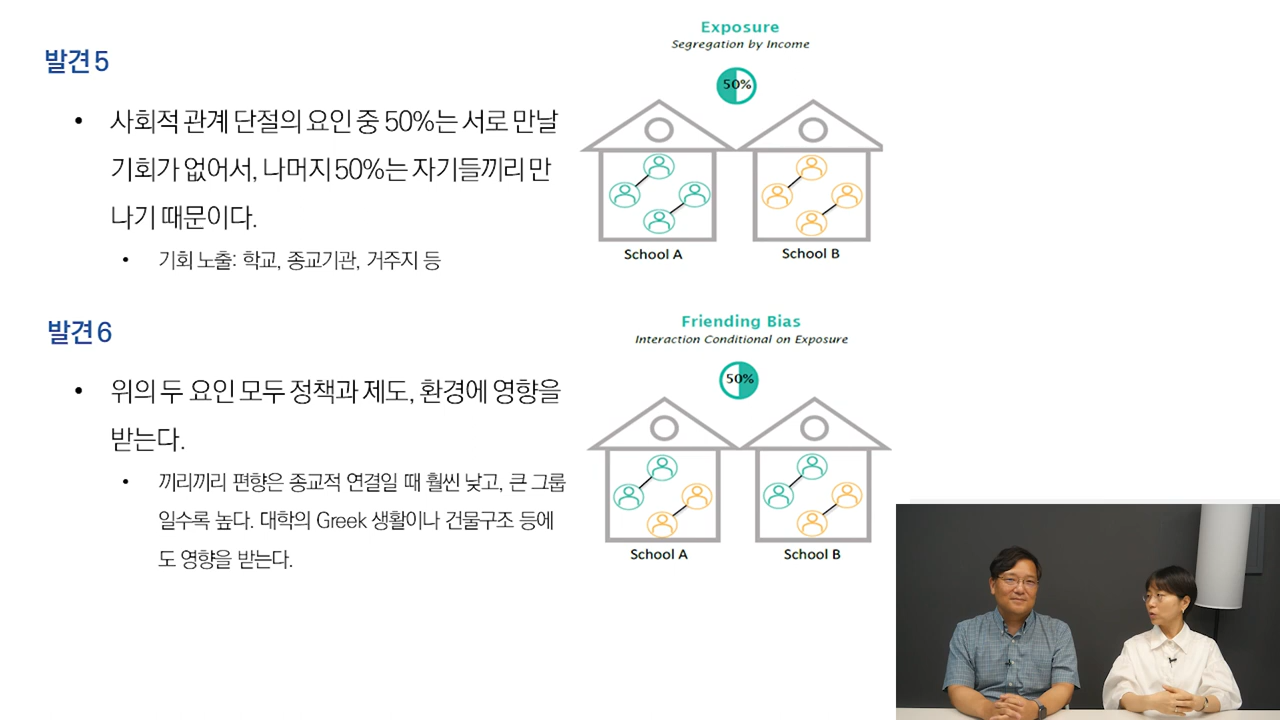 발견 5
• 사회적 관계 단절의 요인 중 50%는 서로 만날
기회가 없어서, 나머지 50%는 자기들끼리 만
나기 때문이다.
• 기회 노출: 학교, 종교기관, 거주지 등
Exposure
Segregation by Income
50%
School A
School B
발견 6
• 위의 두 요인 모두 정책과 제도, 환경에 영향을
받는다.
• 끼리끼리 편향은 종교적 연결일 때 훨씬 낮고, 큰 그룹
일수록 높다. 대학의 Greek 생활이나 건물구조 등에
도 영향을 받는다.
Friending Bias
Interaction Conditional on Exposure
50%
School A
School B